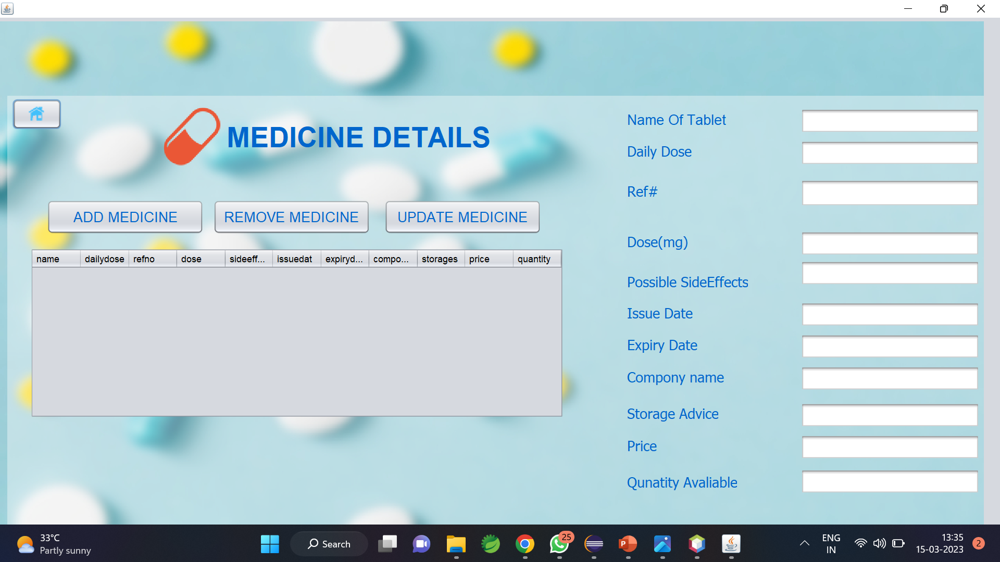 MEDICINE DETAILS
ADD MEDICINE
REMOVE MEDICINE
UPDATE MEDICINE
name dailydose refno dose sideeff... issuedat expiryd... compo... storages price quantity
Name Of Tablet
Daily Dose
Ref#
Dose(mg)
Possible SideEffects
Issue Date
Expiry Date
Compony name
Storage Advice
Price
Qunatity Avaliable
33°C
Partly sunny
Search
25
P
ENG
IN
13:35
15-03-2023
2